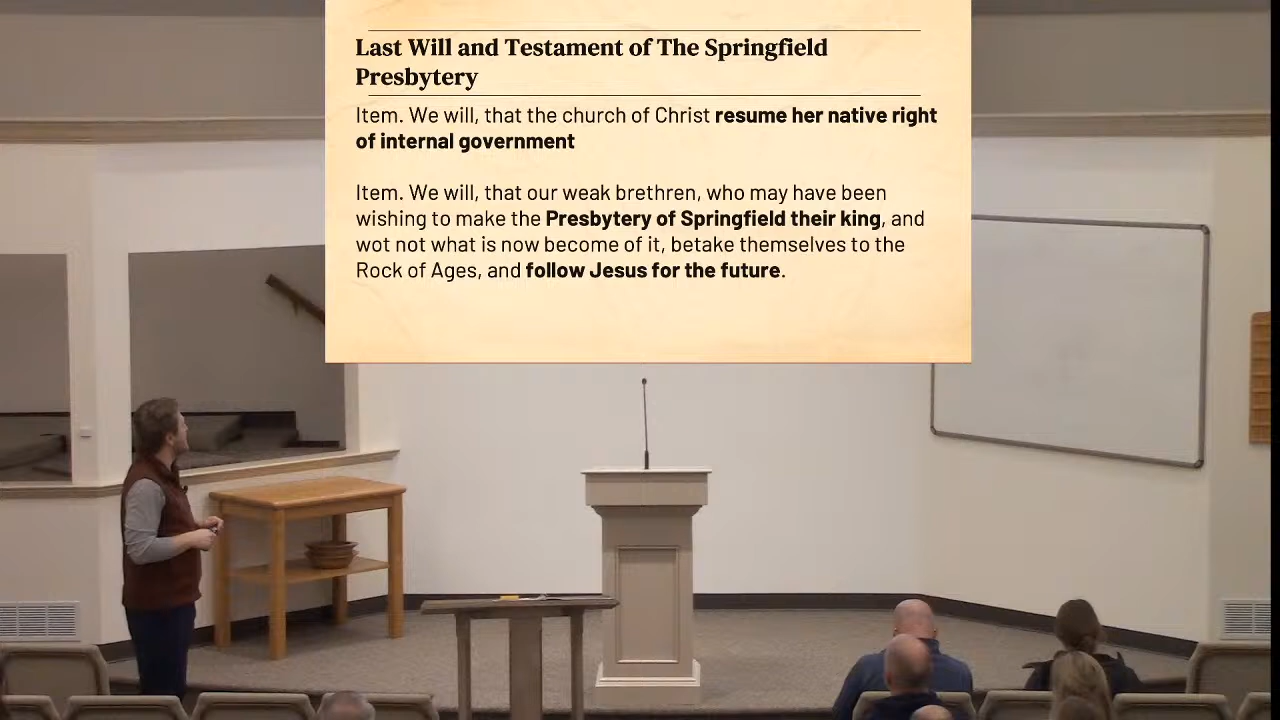 Last Will and Testament of The Springfield
Presbytery
Item. We will, that the church of Christ resume her native right
of internal government
Item. We will, that our weak brethren, who may have been
wishing to make the Presbytery of Springfield their king, and
wot not what is now become of it, betake themselves to the
Rock of Ages, and follow Jesus for the future.